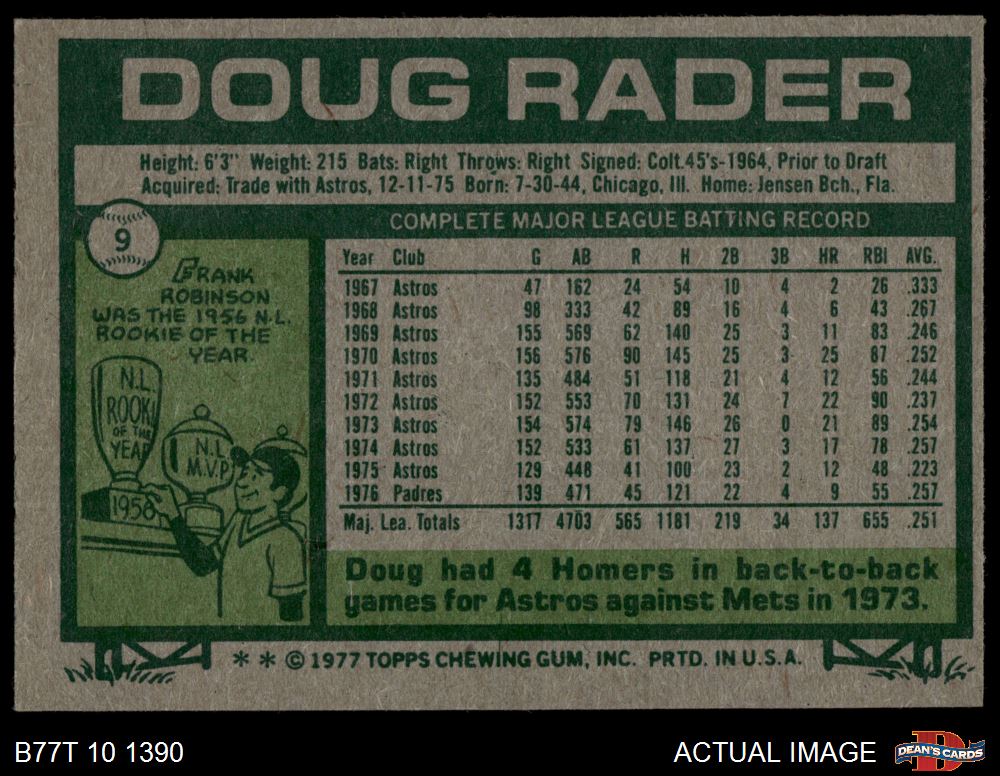 DOUG RADER
Height: 6'3" Weight: 215 Bats: Right Throws: Right Signed: Colt.45's-1964, Prior to Draft
Acquired: Trade with Astros, 12-11-75 Born: 7-30-44, Chicago, Ill. Home: Jensen Bch., Fla.
9
FRANK
ROBINSON
WAS THE 1956 N.L.
ROOKIE OF THE
YEAR.
N.L.
ROOKI
OF THE
YEAR
1956
N.L.
M.V.P.
COMPLETE MAJOR LEAGUE BATTING RECORD
Year Club G AB R H 2B 3B HR RBI AVG.
1967 Astros 47 162 24 54 10 4 2 26 .333
1968 Astros 98 333 42 89 16 4 6 43 .267
1969 Astros 155 569 62 140 25 3 11 83 .246
1970 Astros 156 576 90 145 25 3 25 87 .252
1971 Astros 135 484 51 118 21 4 12 56 .244
1972 Astros 152 553 70 131 24 7 22 90 .237
1973 Astros 154 574 79 146 26 0 21 89 .254
1974 Astros 152 533 61 137 27 3 17 78 .257
1975 Astros 129 448 41 100 23 2 12 48 .223
1976 Padres 139 471 45 121 22 4 9 55 .257
Maj. Lea. Totals 1317 4703 565 1181 219 34 137 655 .251
Doug had 4 Homers in back-to-back
games for Astros against Mets in 1973.
* * © 1977 TOPPS CHEWING GUM, INC. PRTD. IN U.S.A.
B77T 10 1390
ACTUAL IMAGE
DEAN'S CARDS